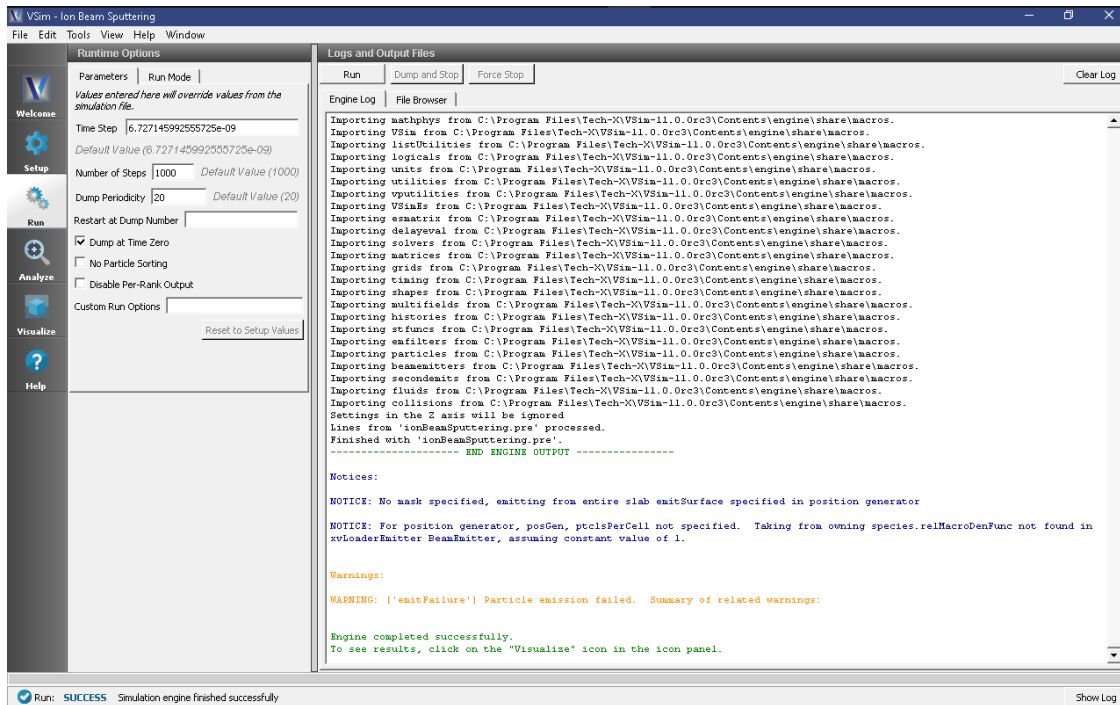 VSim - Ion Beam Sputtering
File Edit Tools View Help Window
Welcome
Setup
Run
Analyze
Visualize
Help
Runtime Options
Parameters Run Mode
Values entered here will override values from the
simulation file.
Time Step 6.727145992555725e-09
Default Value (6.727145992555725e-09)
Number of Steps 1000 Default Value (1000)
Dump Periodicity 20 Default Value (20)
Restart at Dump Number
Dump at Time Zero
No Particle Sorting
Disable Per-Rank Output
Custom Run Options
Reset to Setup Values
Logs and Output Files
Run Dump and Stop Force Stop Clear Log
Engine Log File Browser
Importing mathphys from C:\Program Files\Tech-X\VSim-11.0.0rc3\Contents\engine\share\macros.
Importing VSim from C:\Program Files\Tech-X\VSim-11.0.0rc3\Contents\engine\share\macros.
Importing listUtilities from C:\Program Files\Tech-X\VSim-11.0.0rc3\Contents\engine\share\macros.
Importing logicals from C:\Program Files\Tech-X\VSim-11.0.0rc3\Contents\engine\share\macros.
Importing units from C:\Program Files\Tech-X\VSim-11.0.0rc3\Contents\engine\share\macros.
Importing utilities from C:\Program Files\Tech-X\VSim-11.0.0rc3\Contents\engine\share\macros.
Importing vputilities from C:\Program Files\Tech-X\VSim-11.0.0rc3\Contents\engine\share\macros.
Importing VSimEs from C:\Program Files\Tech-X\VSim-11.0.0rc3\Contents\engine\share\macros.
Importing esmatrix from C:\Program Files\Tech-X\VSim-11.0.0rc3\Contents\engine\share\macros.
Importing delayeval from C:\Program Files\Tech-X\VSim-11.0.0rc3\Contents\engine\share\macros.
Importing solvers from C:\Program Files\Tech-X\VSim-11.0.0rc3\Contents\engine\share\macros.
Importing matrices from C:\Program Files\Tech-X\VSim-11.0.0rc3\Contents\engine\share\macros.
Importing grids from C:\Program Files\Tech-X\VSim-11.0.0rc3\Contents\engine\share\macros.
Importing timing from C:\Program Files\Tech-X\VSim-11.0.0rc3\Contents\engine\share\macros.
Importing shapes from C:\Program Files\Tech-X\VSim-11.0.0rc3\Contents\engine\share\macros.
Importing multifields from C:\Program Files\Tech-X\VSim-11.0.0rc3\Contents\engine\share\macros.
Importing histories from C:\Program Files\Tech-X\VSim-11.0.0rc3\Contents\engine\share\macros.
Importing stfuncs from C:\Program Files\Tech-X\VSim-11.0.0rc3\Contents\engine\share\macros.
Importing emfilters from C:\Program Files\Tech-X\VSim-11.0.0rc3\Contents\engine\share\macros.
Importing particles from C:\Program Files\Tech-X\VSim-11.0.0rc3\Contents\engine\share\macros.
Importing beamemitters from C:\Program Files\Tech-X\VSim-11.0.0rc3\Contents\engine\share\macros.
Importing secondemits from C:\Program Files\Tech-X\VSim-11.0.0rc3\Contents\engine\share\macros.
Importing fluids from C:\Program Files\Tech-X\VSim-11.0.0rc3\Contents\engine\share\macros.
Importing collisions from C:\Program Files\Tech-X\VSim-11.0.0rc3\Contents\engine\share\macros.
Settings in the Z axis will be ignored
Lines from 'ionBeamSputtering.pre' processed.
Finished with 'ionBeamSputtering.pre'.
--------------------- END ENGINE OUTPUT ----------------
Notices:
NOTICE: No mask specified, emitting from entire slab emitSurface specified in position generator
NOTICE: For position generator, posGen, ptclsPerCell not specified.  Taking from owning species.relMacroDenFunc not found in
xvLoaderEmitter BeamEmitter, assuming constant value of 1.
Warnings:
WARNING: ['emitFailure'] Particle emission failed.  Summary of related warnings:
Engine completed successfully.
To see results, click on the "Visualize" icon in the icon panel.
Run: SUCCESS Simulation engine finished successfully Show Log